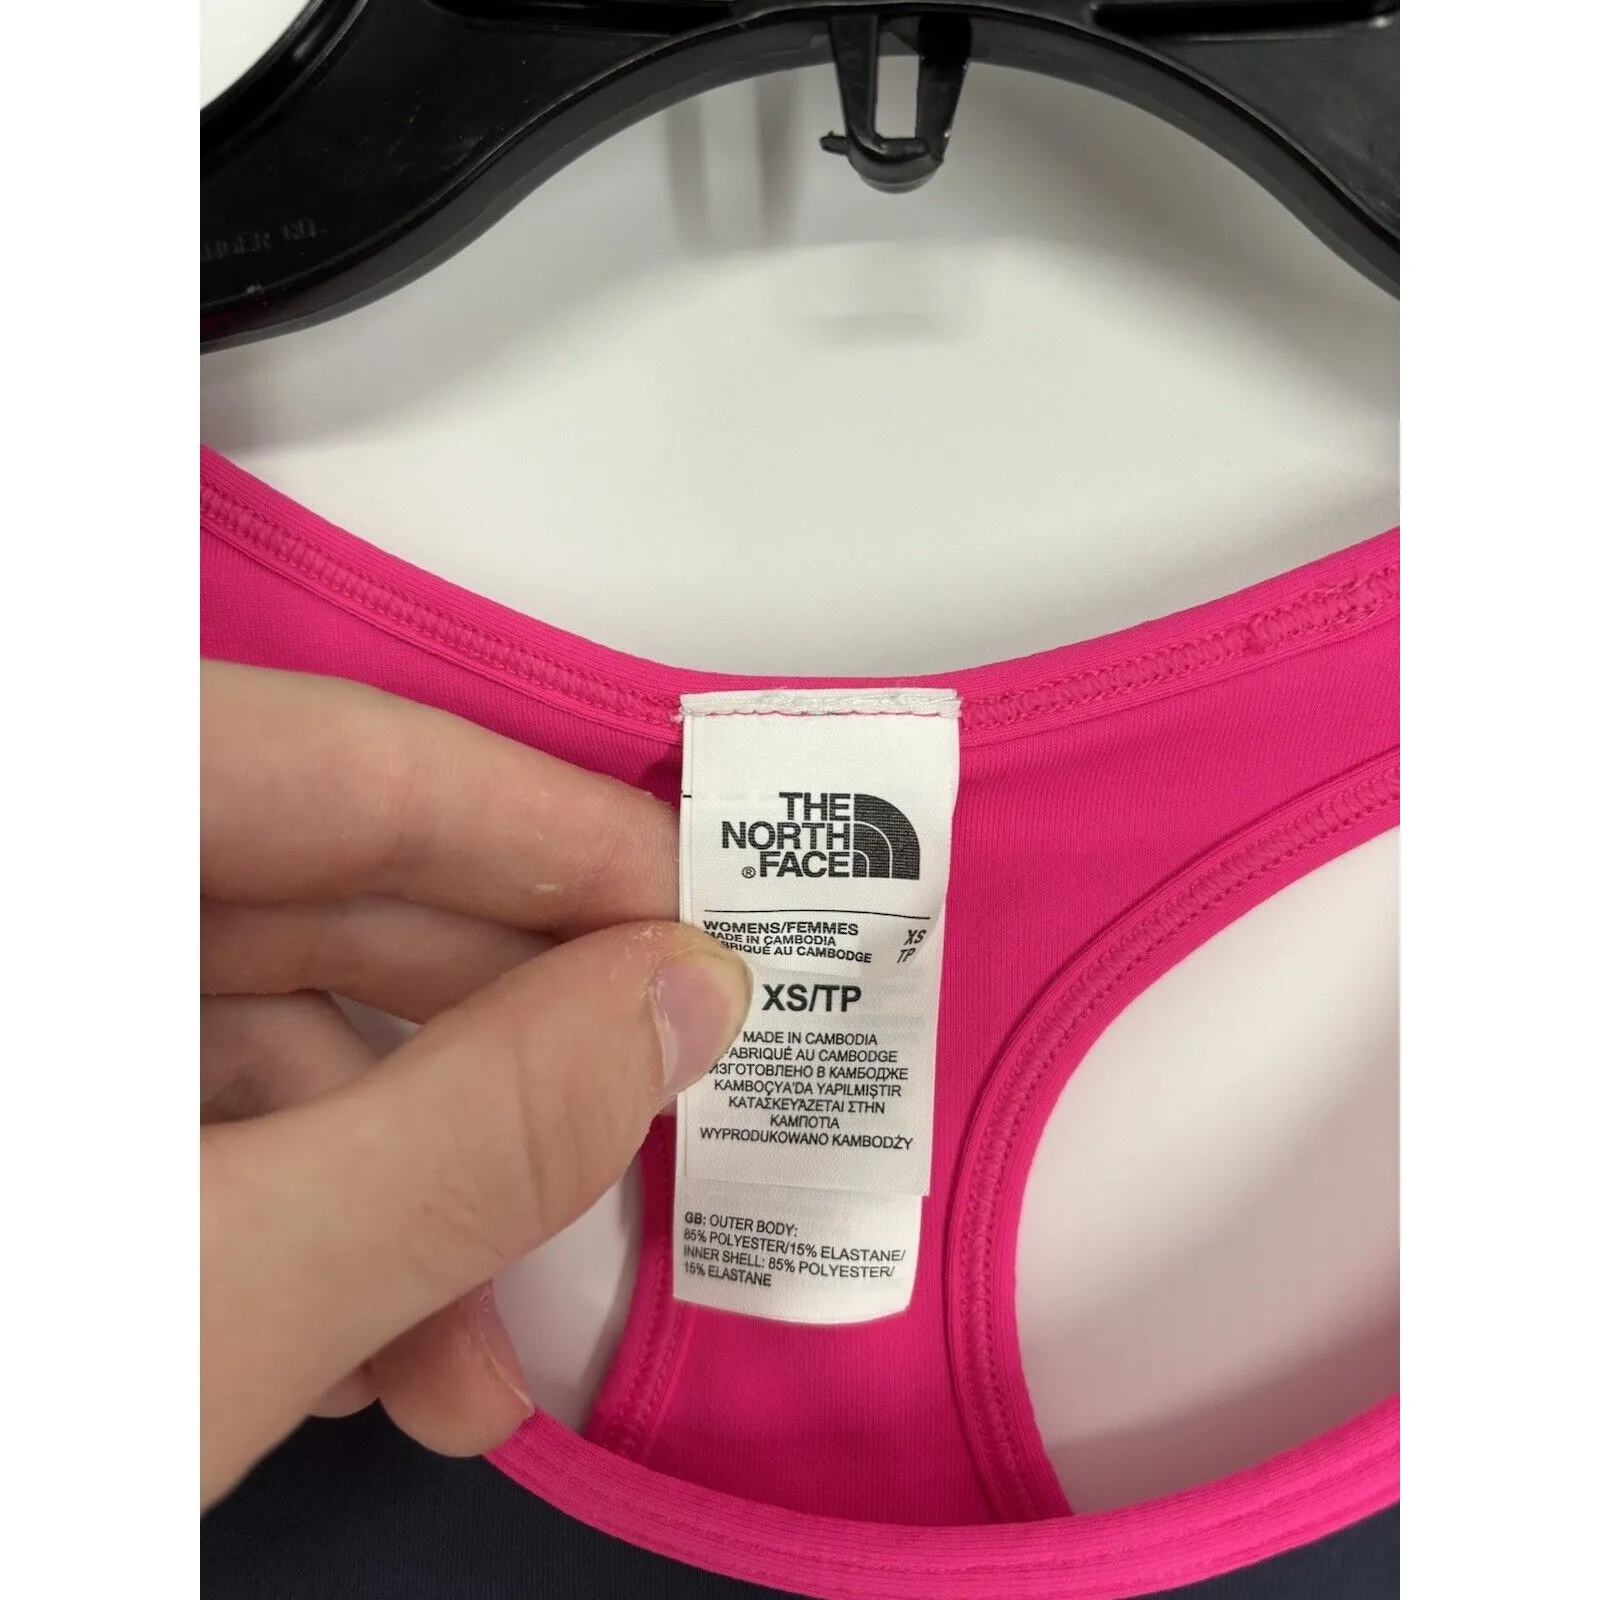 THE
NORTH
® FACE
WOMENS/FEMMES XS
MADE IN CAMBODIA TP
AU CAMBODGE
XS/TP
MADE IN CAMBODIA
FABRIQUÉ AU CAMBODGE
ИЗГОТОВЛЕНО В КАМБОДЖЕ
KAMBOÇYA'DA YAPILMIŞTIR
ΚΑΤΑΣΚΕΥΆΖΕΤΑΙ ΣΤΗΝ
ΚΑΜΠΟΤΙΑ
WYPRODUKOWANO KAMBODŻY
GB: OUTER BODY:
85% POLYESTER/15% ELASTANE/
INNER SHELL: 85% POLYESTER/
15% ELASTANE